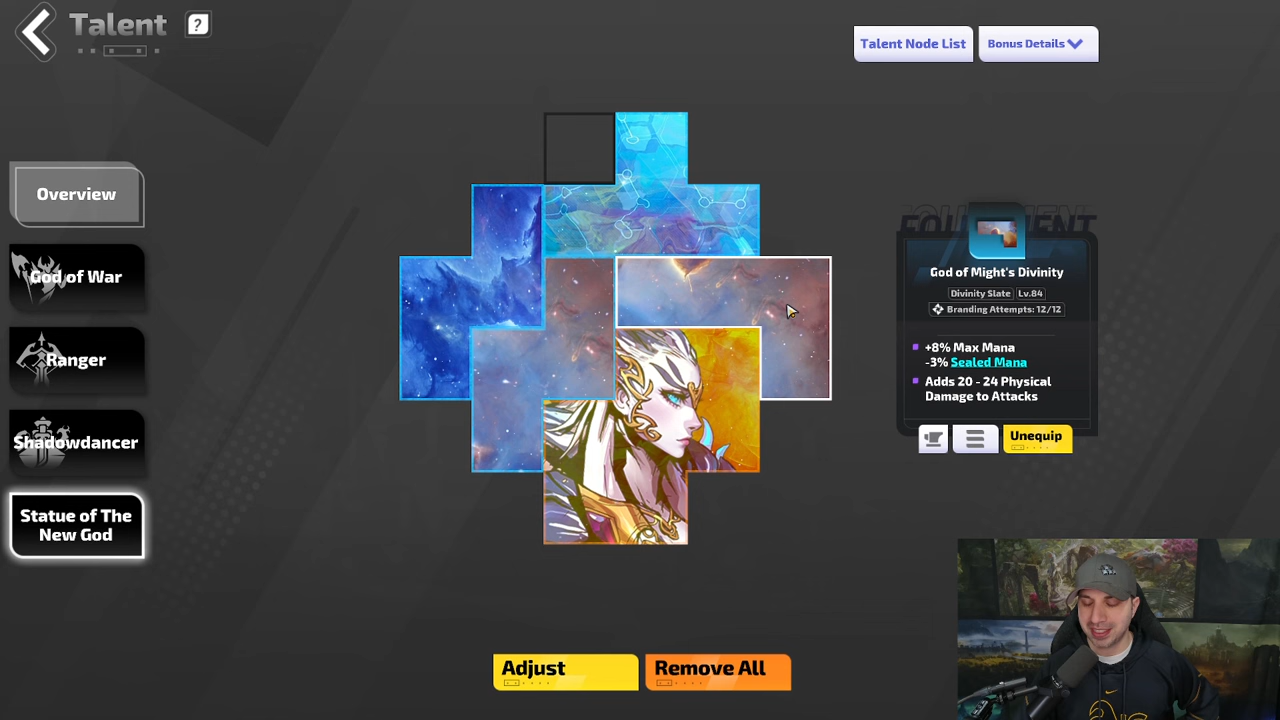 Talent
?
Talent Node List
Bonus Details
Overview
God of War
Ranger
Shadowdancer
Statue of The
New God
EQUIPMENT
God of Might's Divinity
Divinity Slate
Lv.84
Branding Attempts: 12/12
+8% Max Mana
-3% Sealed Mana
Adds 20 - 24 Physical
Damage to Attacks
Unequip
Adjust
Remove All